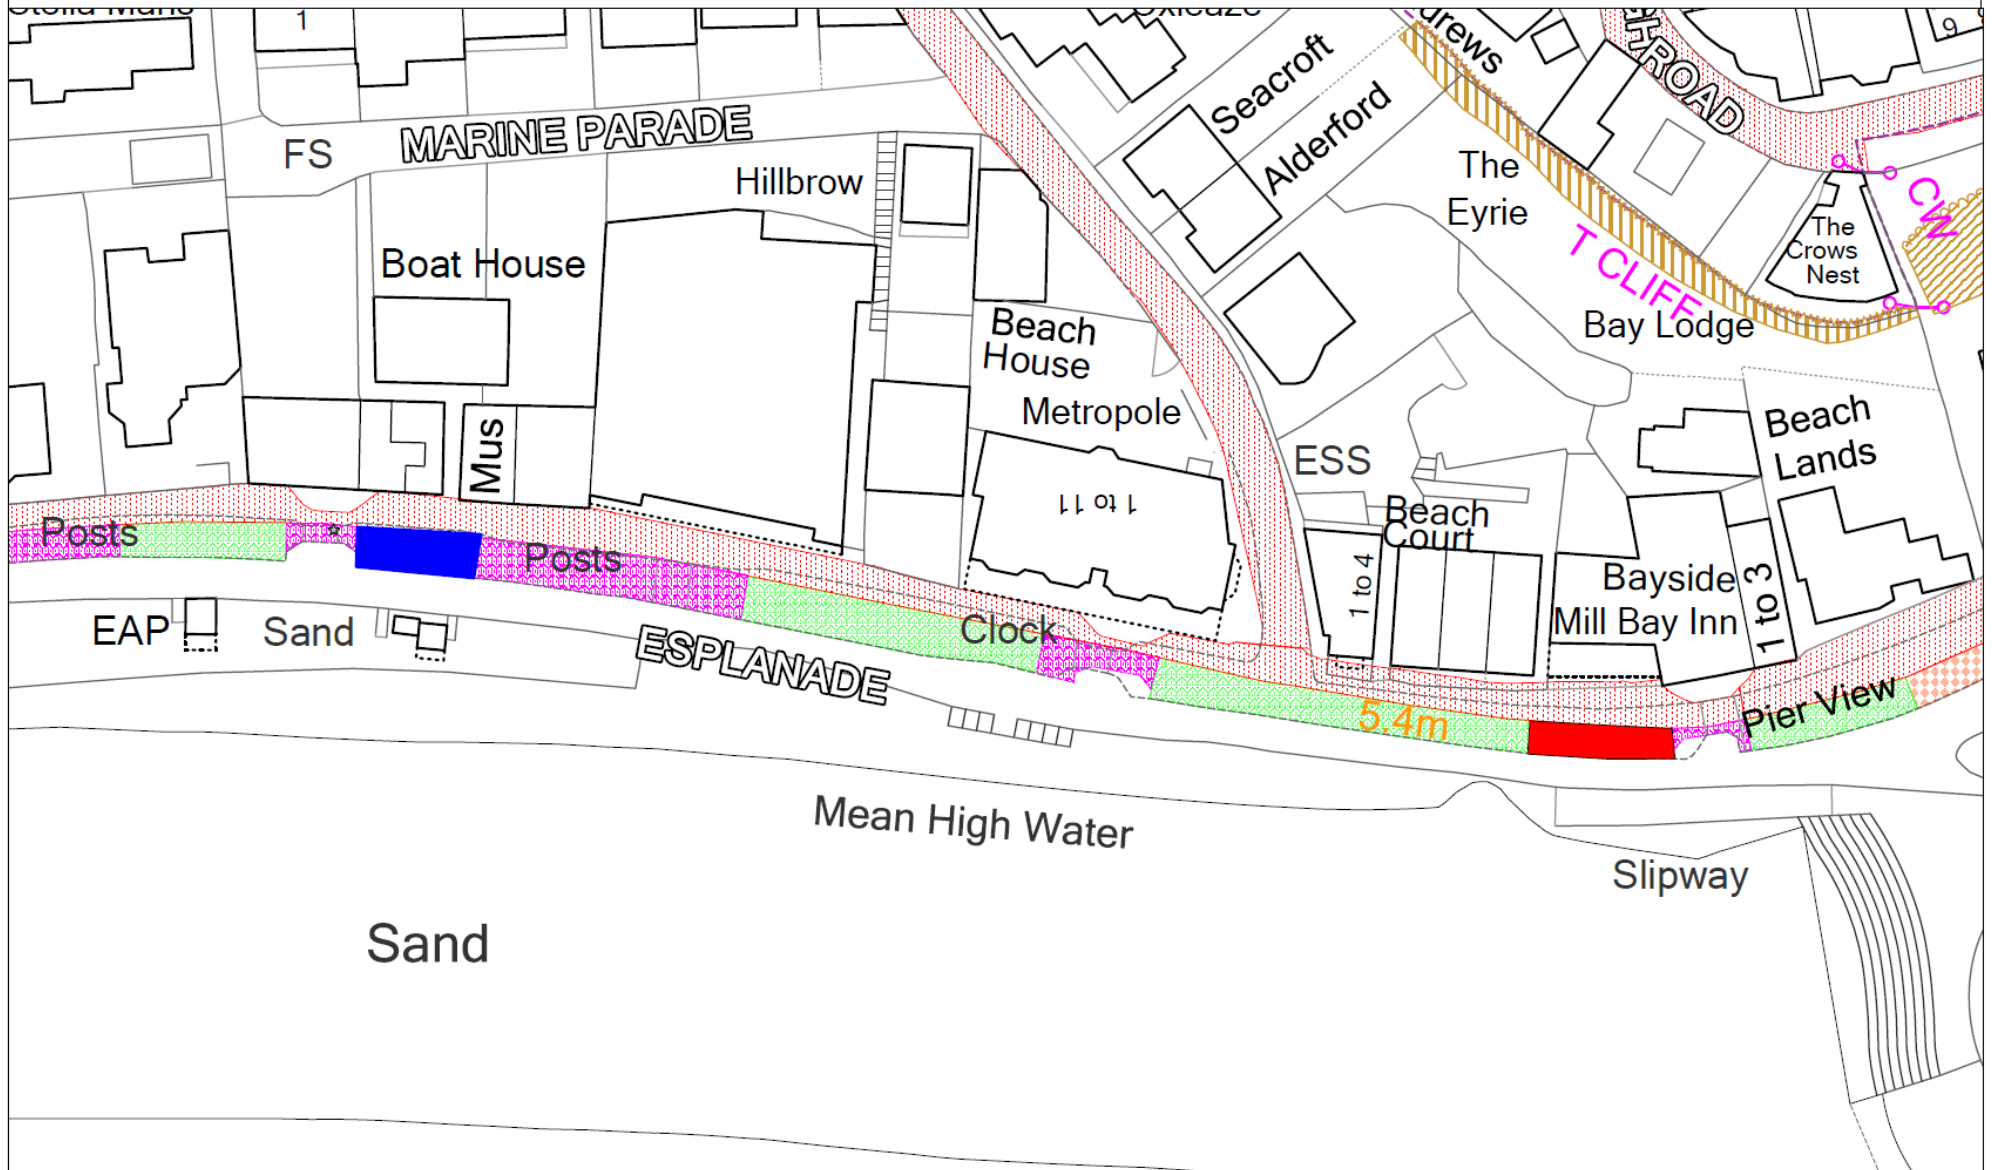 1
9
MARINE PARADE
FS
Hillbrow
Seacroft
Alderford
The
Eyrie
T CLIFF
The
Crows
Nest
CW
Boat House
Beach
House
Metropole
Bay Lodge
Mus
ESS
Beach
Lands
1 to 11
Beach
Court
1 to 4
Bayside
Mill Bay Inn
1 to 3
Posts
Posts
EAP
Sand
Clock
ESPLANADE
5.4m
Pier View
Mean High Water
Slipway
Sand